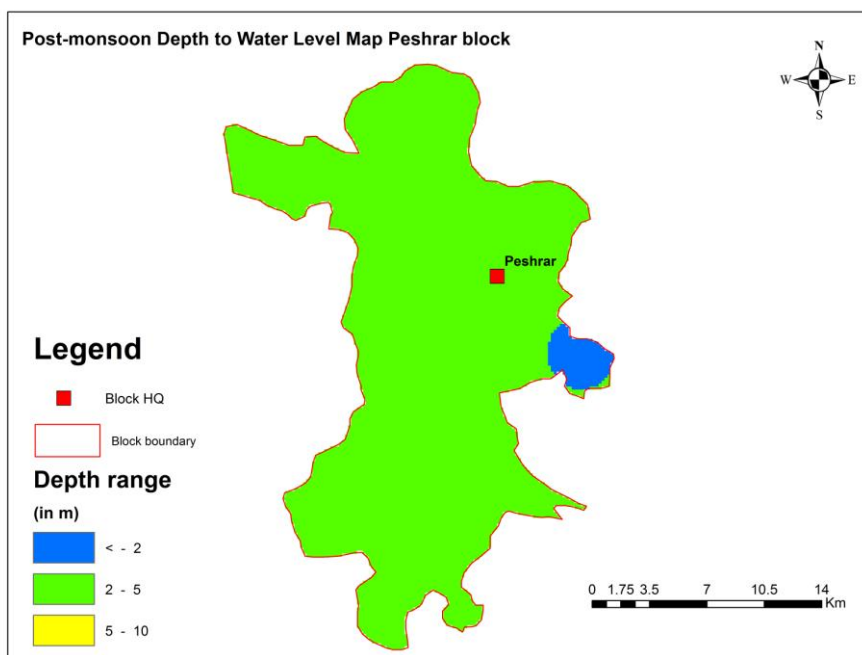 Post-monsoon Depth to Water Level Map Peshrar block
N
W E
S
Peshrar
Legend
Block HQ
Block boundary
Depth range
(in m)
< - 2
2 - 5
5 - 10
0 1.75 3.5 7 10.5 14
Km